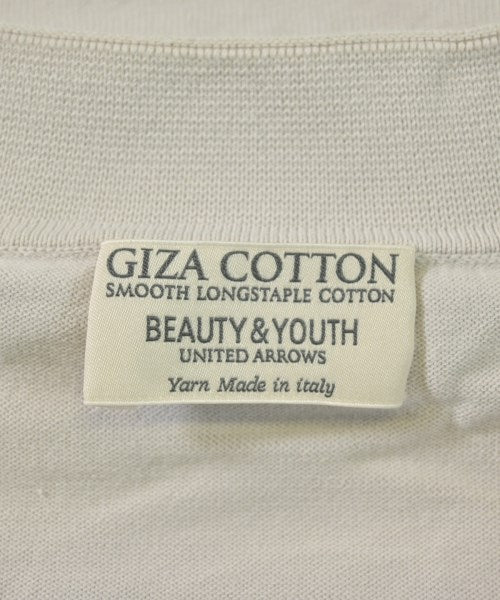 GIZA COTTON
SMOOTH LONGSTAPLE COTTON
BEAUTY&YOUTH
UNITED ARROWS
Yarn Made in italy